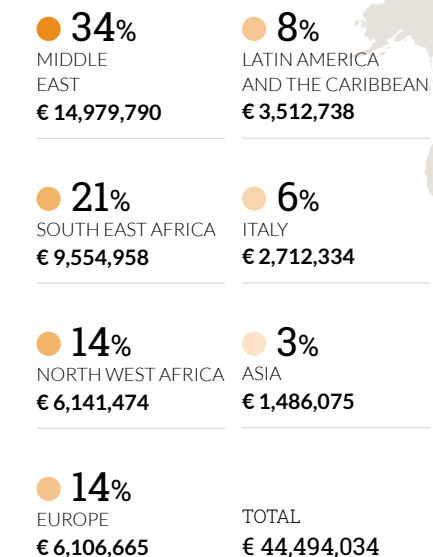 34%
MIDDLE
EAST
€ 14,979,790
21%
SOUTH EAST AFRICA
€ 9,554,958
14%
NORTH WEST AFRICA
€ 6,141,474
14%
EUROPE
€ 6,106,665
8%
LATIN AMERICA
AND THE CARIBBEAN
€ 3,512,738
6%
ITALY
€ 2,712,334
3%
ASIA
€ 1,486,075
TOTAL
€ 44,494,034